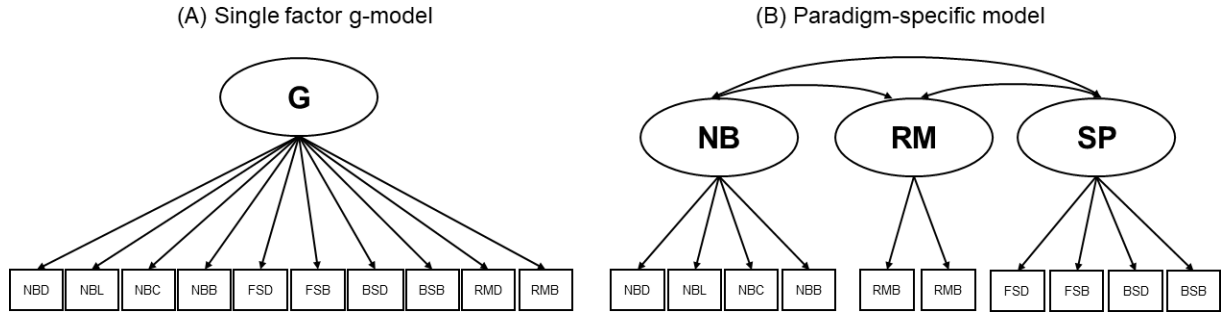 (A) Single factor g-model
G
NBD NBL NBC NBB FSD FSB BSD BSB RMD RMB
(B) Paradigm-specific model
NB RM SP
NBD NBL NBC NBB RMB RMB FSD FSB BSD BSB